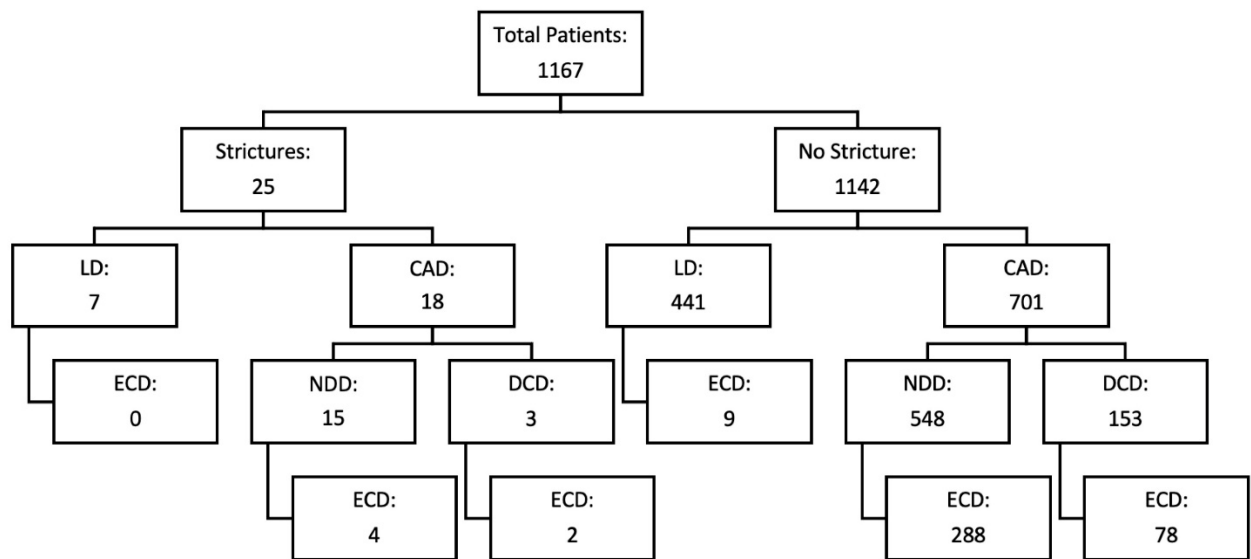 Total Patients:
1167
Strictures:
25
No Stricture:
1142
LD:
7
CAD:
18
LD:
441
CAD:
701
ECD:
0
NDD:
15
DCD:
3
ECD:
9
NDD:
548
DCD:
153
ECD:
4
ECD:
2
ECD:
288
ECD:
78